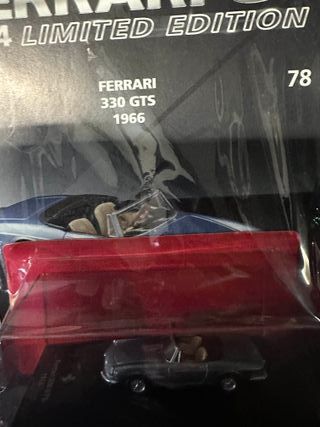 4 LIMITED EDITION
FERRARI
330 GTS
1966
78